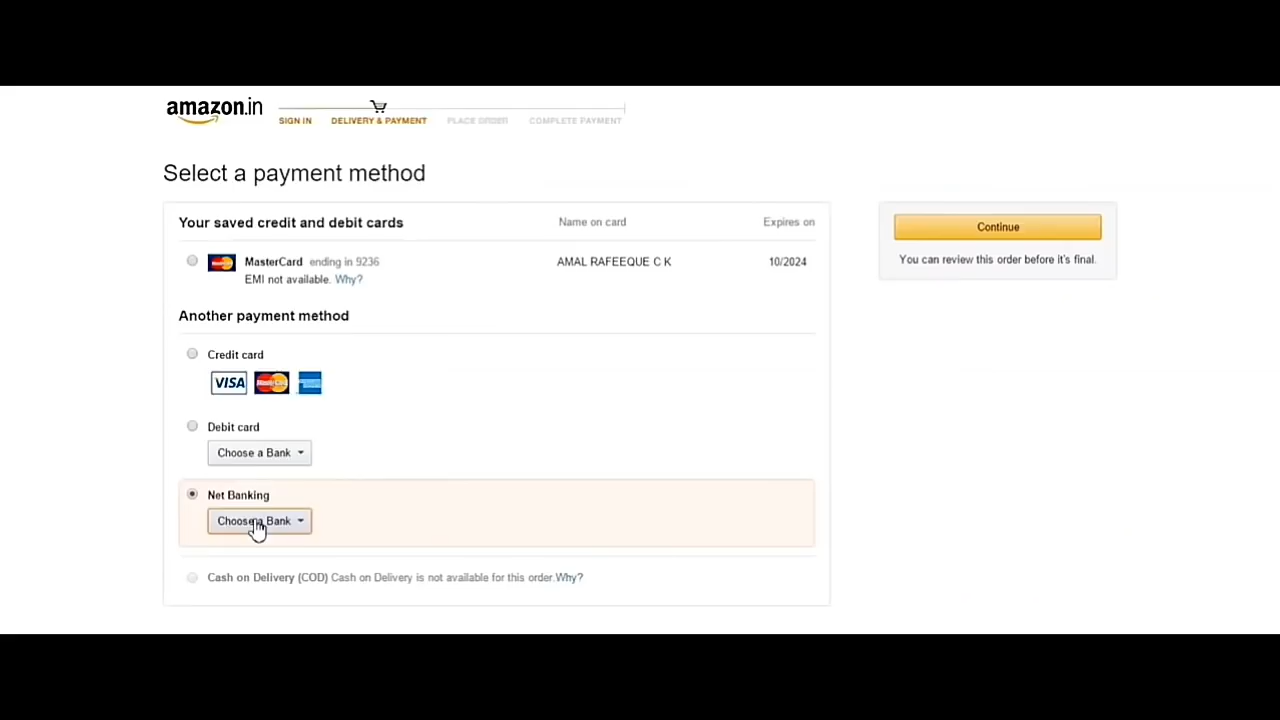 amazon.in
SIGN IN DELIVERY & PAYMENT PLACE ORDER COMPLETE PAYMENT
Select a payment method
Your saved credit and debit cards Name on card Expires on
MasterCard ending in 9236 AMAL RAFEEQUE C K 10/2024
EMI not available. Why?
Continue
You can review this order before it's final.
Another payment method
Credit card
VISA MasterCard
Debit card
Choose a Bank
Net Banking
Choose a Bank
Cash on Delivery (COD) Cash on Delivery is not available for this order.Why?